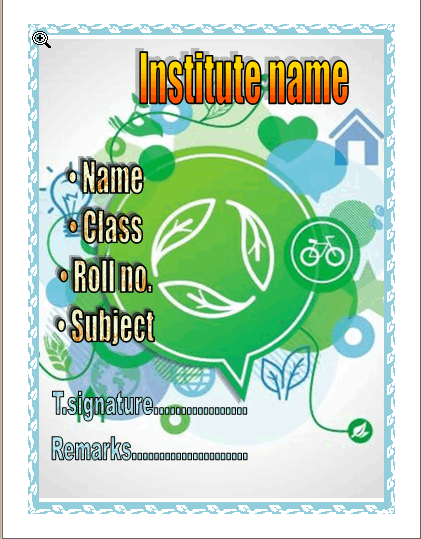 Institute name
• Name
• Class
• Roll no.
• Subject
T.signature.................
Remarks.....................